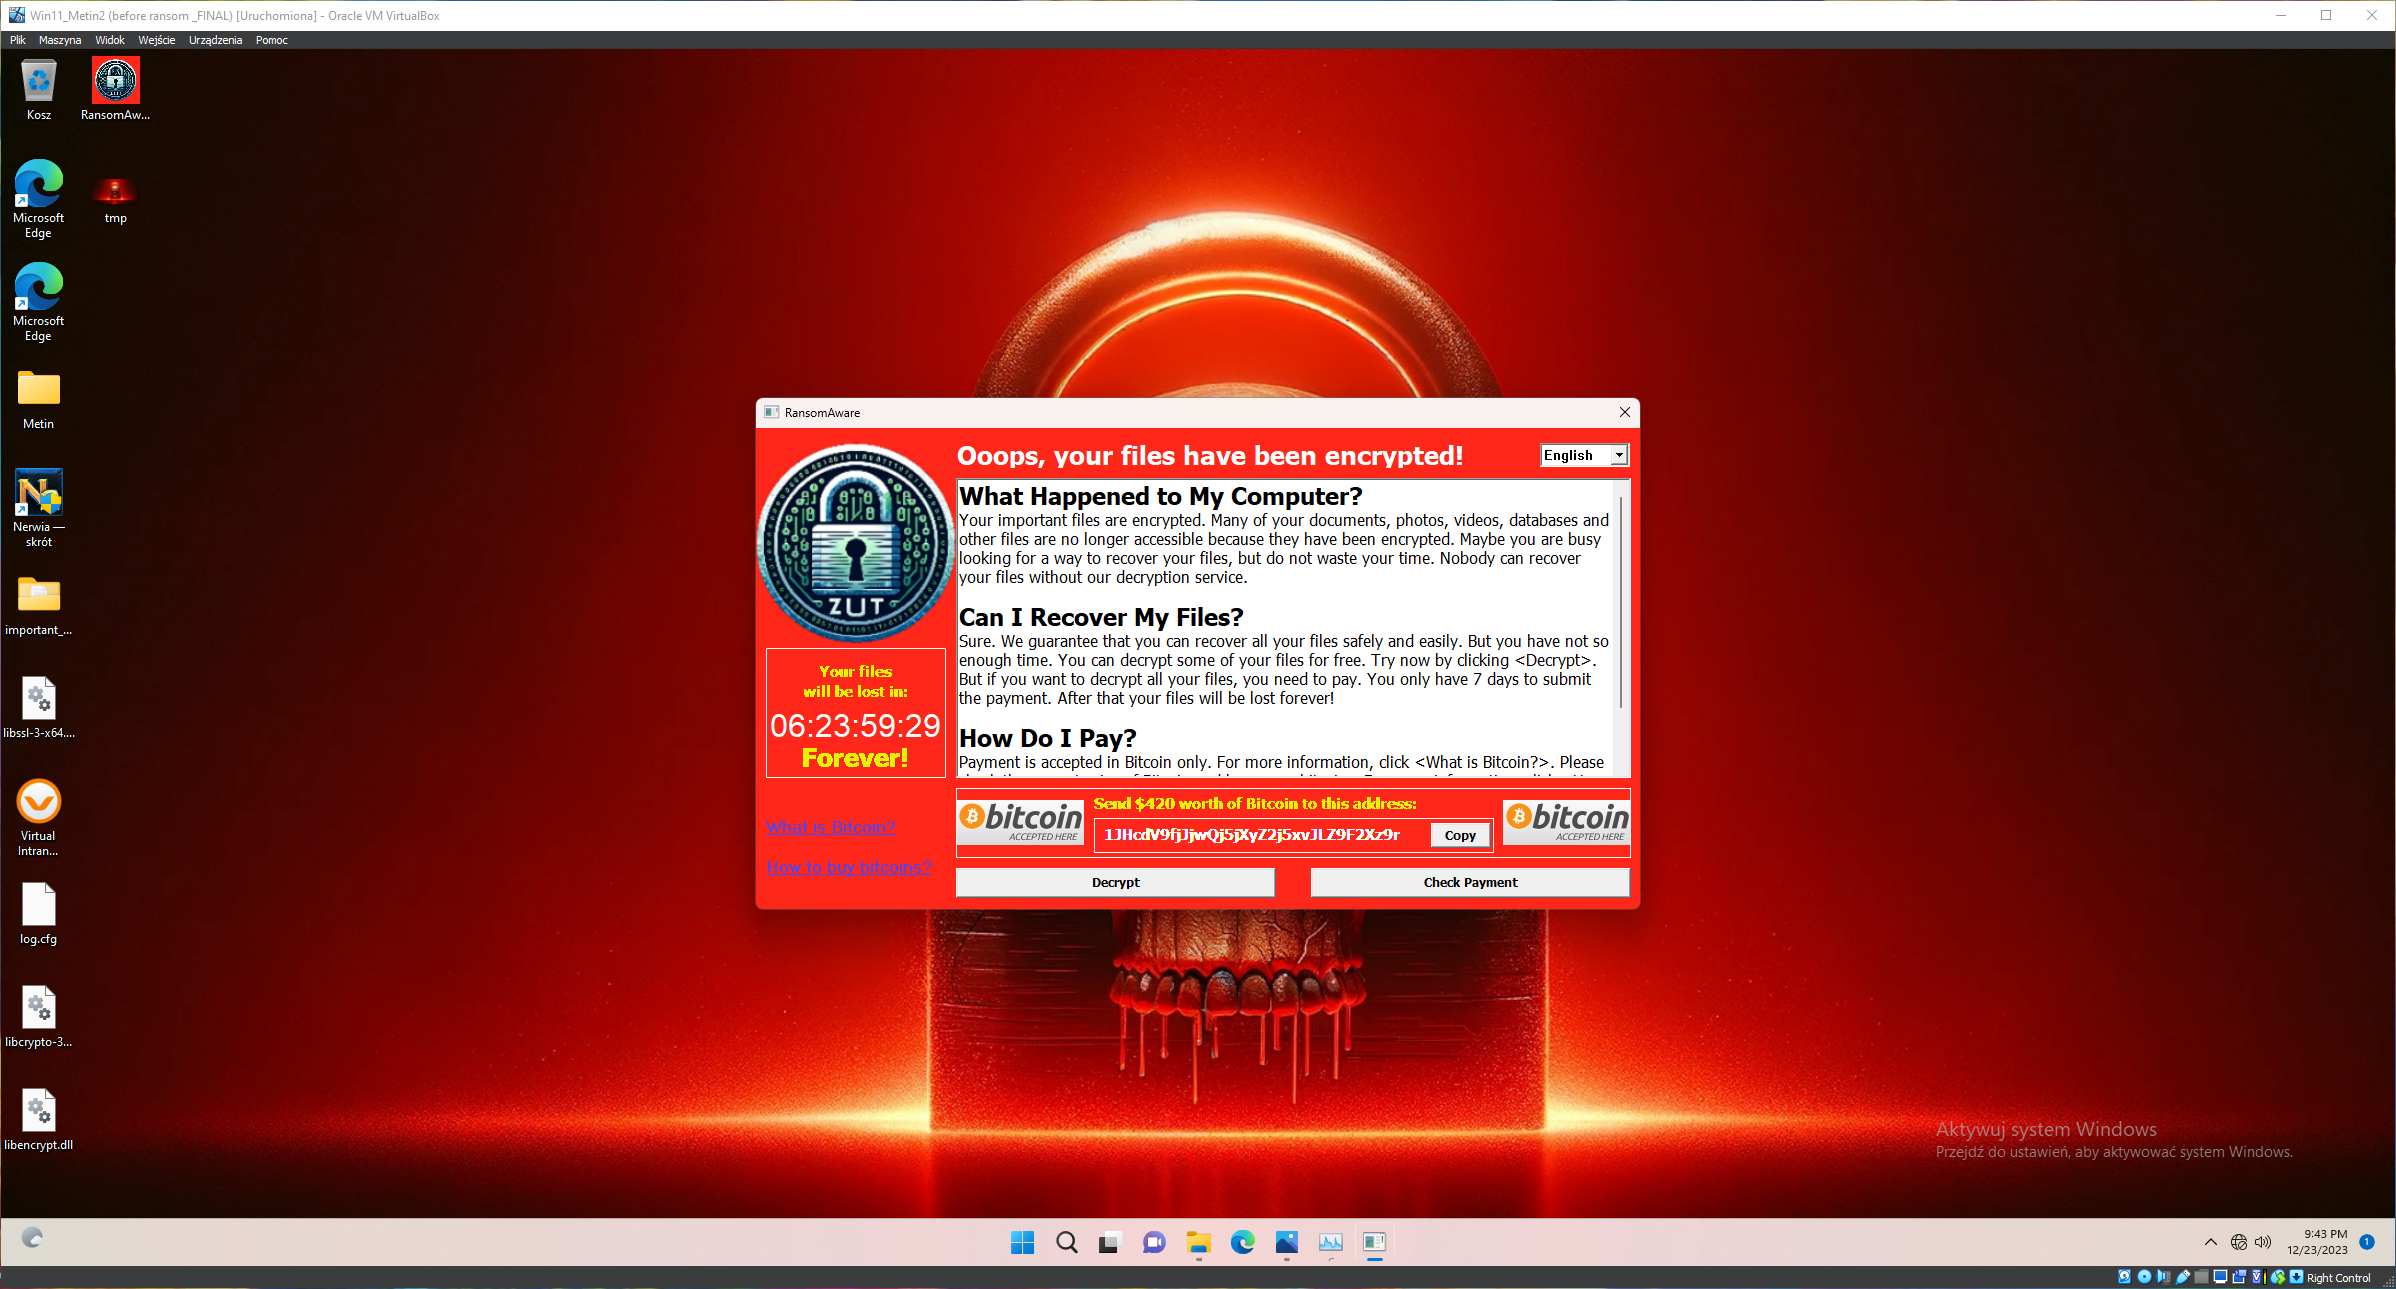 Win11_Metin2 (before ransom _FINAL) [Uruchomiona] - Oracle VM VirtualBox
Plik Maszyna Widok Wejście Urządzenia Pomoc
Kosz
RansomAw...
Microsoft
Edge
tmp
Microsoft
Edge
Metin
Nerwia —
skrót
important_...
libssl-3-x64....
Virtual
Intran...
log.cfg
libcrypto-3...
libencrypt.dll
RansomAware
Ooops, your files have been encrypted!
English
ZUT
What Happened to My Computer?
Your important files are encrypted. Many of your documents, photos, videos, databases and
other files are no longer accessible because they have been encrypted. Maybe you are busy
looking for a way to recover your files, but do not waste your time. Nobody can recover
your files without our decryption service.
Can I Recover My Files?
Sure. We guarantee that you can recover all your files safely and easily. But you have not so
enough time. You can decrypt some of your files for free. Try now by clicking <Decrypt>.
But if you want to decrypt all your files, you need to pay. You only have 7 days to submit
the payment. After that your files will be lost forever!
How Do I Pay?
Payment is accepted in Bitcoin only. For more information, click <What is Bitcoin?>. Please
Your files
will be lost in:
06:23:59:29
Forever!
What is Bitcoin?
How to buy bitcoins?
bitcoin
ACCEPTED HERE
Send $420 worth of Bitcoin to this address:
1JHcdV9fjJjwQj5jXyZ2j5xvJLZ9F2Xz9r
Copy
bitcoin
ACCEPTED HERE
Decrypt
Check Payment
Aktywuj system Windows
Przejdź do ustawień, aby aktywować system Windows.
9:43 PM
12/23/2023
1
Right Control